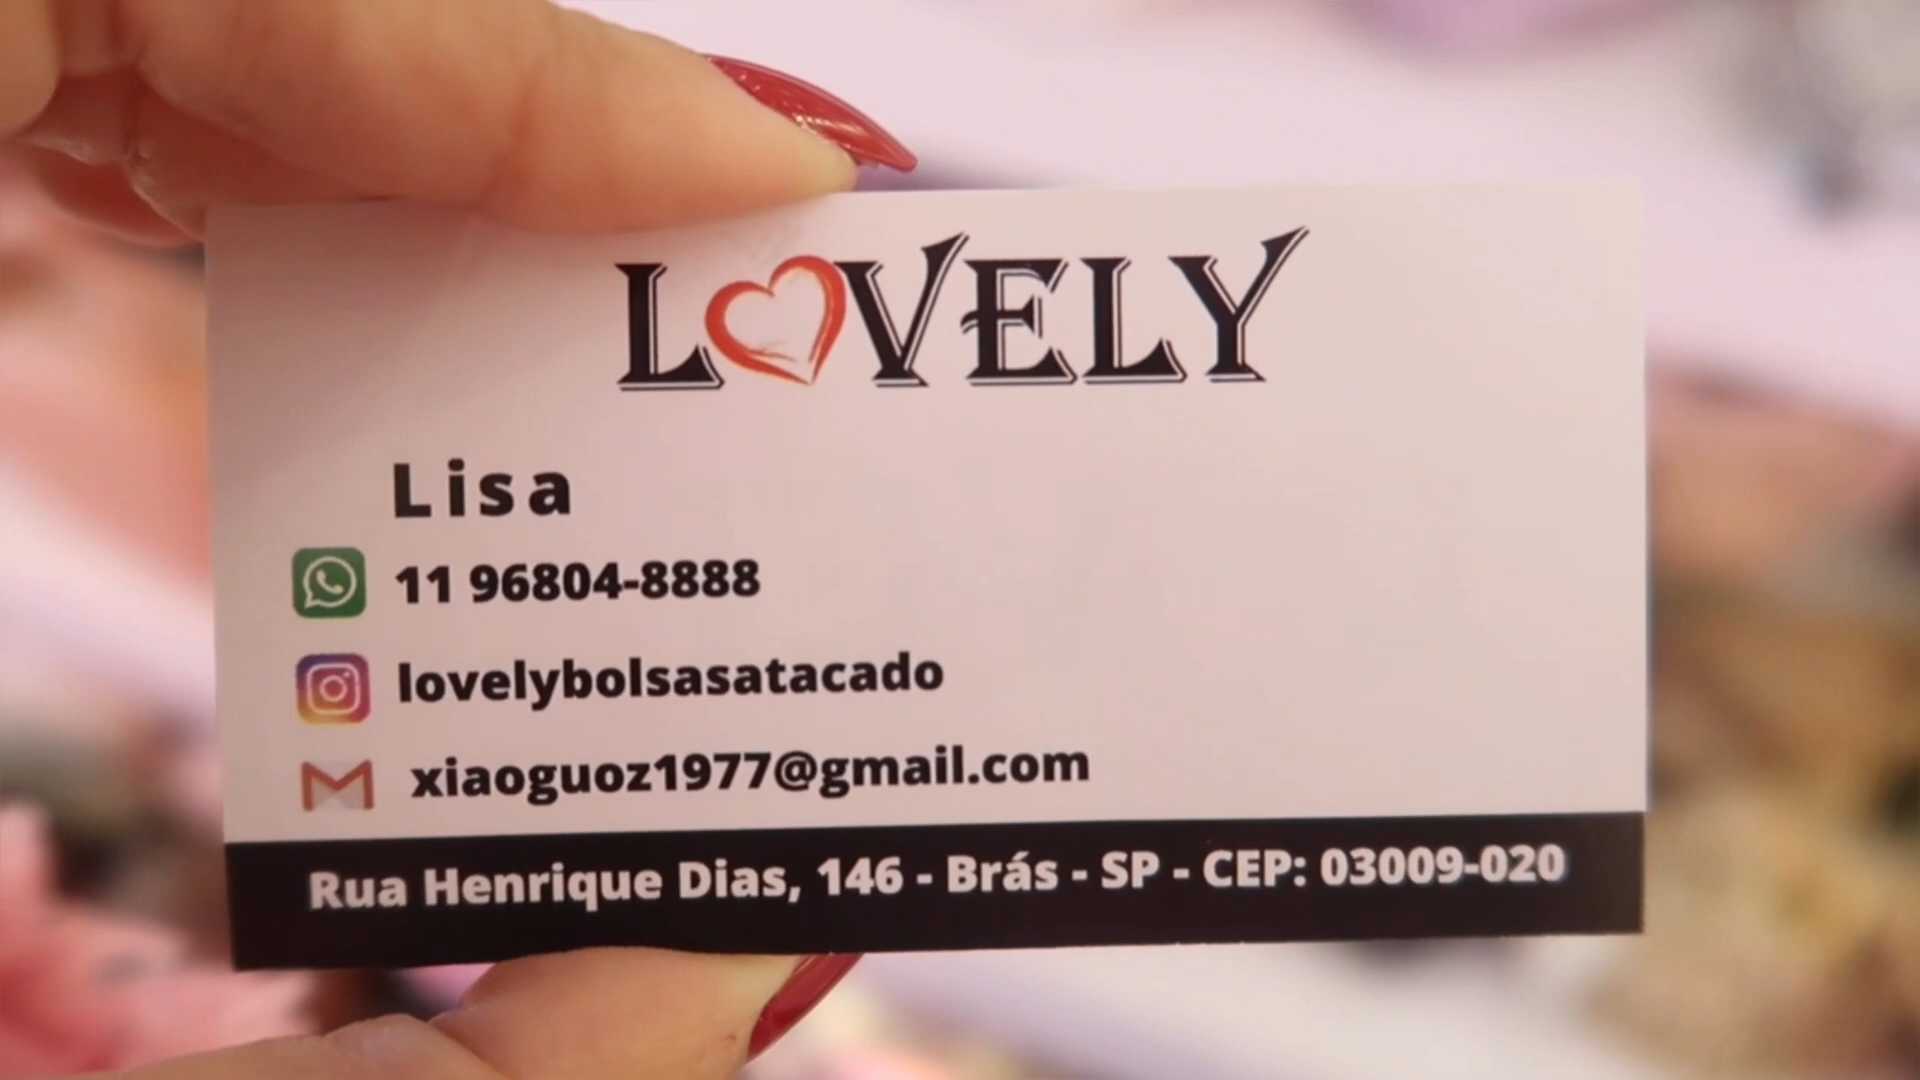 LOVELY
Lisa
11 96804-8888
lovelybolsasatacado
xiaoguoz1977@gmail.com
Rua Henrique Dias, 146 - Brás - SP - CEP: 03009-020